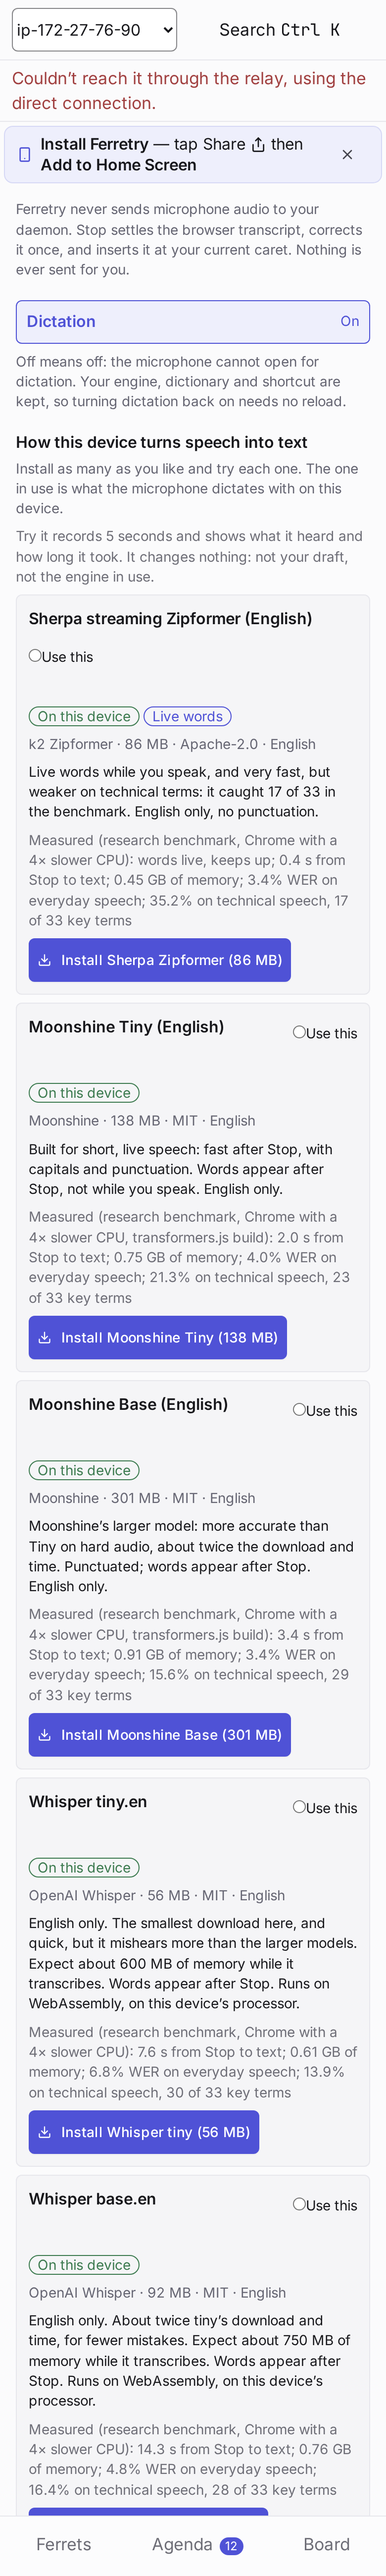 ip-172-27-76-90
Search Ctrl K
Couldn’t reach it through the relay, using the
direct connection.
Install Ferretry — tap Share then
Add to Home Screen
Ferretry never sends microphone audio to your
daemon. Stop settles the browser transcript, corrects
it once, and inserts it at your current caret. Nothing is
ever sent for you.
Dictation On
Off means off: the microphone cannot open for
dictation. Your engine, dictionary and shortcut are
kept, so turning dictation back on needs no reload.
How this device turns speech into text
Install as many as you like and try each one. The one
in use is what the microphone dictates with on this
device.
Try it records 5 seconds and shows what it heard and
how long it took. It changes nothing: not your draft,
not the engine in use.
Sherpa streaming Zipformer (English)
Use this
On this device Live words
k2 Zipformer · 86 MB · Apache-2.0 · English
Live words while you speak, and very fast, but
weaker on technical terms: it caught 17 of 33 in
the benchmark. English only, no punctuation.
Measured (research benchmark, Chrome with a
4× slower CPU): words live, keeps up; 0.4 s from
Stop to text; 0.45 GB of memory; 3.4% WER on
everyday speech; 35.2% on technical speech, 17
of 33 key terms
Install Sherpa Zipformer (86 MB)
Moonshine Tiny (English)
Use this
On this device
Moonshine · 138 MB · MIT · English
Built for short, live speech: fast after Stop, with
capitals and punctuation. Words appear after
Stop, not while you speak. English only.
Measured (research benchmark, Chrome with a
4× slower CPU, transformers.js build): 2.0 s from
Stop to text; 0.75 GB of memory; 4.0% WER on
everyday speech; 21.3% on technical speech, 23
of 33 key terms
Install Moonshine Tiny (138 MB)
Moonshine Base (English)
Use this
On this device
Moonshine · 301 MB · MIT · English
Moonshine’s larger model: more accurate than
Tiny on hard audio, about twice the download and
time. Punctuated; words appear after Stop.
English only.
Measured (research benchmark, Chrome with a
4× slower CPU, transformers.js build): 3.4 s from
Stop to text; 0.91 GB of memory; 3.4% WER on
everyday speech; 15.6% on technical speech, 29
of 33 key terms
Install Moonshine Base (301 MB)
Whisper tiny.en
Use this
On this device
OpenAI Whisper · 56 MB · MIT · English
English only. The smallest download here, and
quick, but it mishears more than the larger models.
Expect about 600 MB of memory while it
transcribes. Words appear after Stop. Runs on
WebAssembly, on this device’s processor.
Measured (research benchmark, Chrome with a
4× slower CPU): 7.6 s from Stop to text; 0.61 GB of
memory; 6.8% WER on everyday speech; 13.9%
on technical speech, 30 of 33 key terms
Install Whisper tiny (56 MB)
Whisper base.en
Use this
On this device
OpenAI Whisper · 92 MB · MIT · English
English only. About twice tiny’s download and
time, for fewer mistakes. Expect about 750 MB of
memory while it transcribes. Words appear after
Stop. Runs on WebAssembly, on this device’s
processor.
Measured (research benchmark, Chrome with a
4× slower CPU): 14.3 s from Stop to text; 0.76 GB
of memory; 4.8% WER on everyday speech;
16.4% on technical speech, 28 of 33 key terms
Ferrets Agenda 12 Board